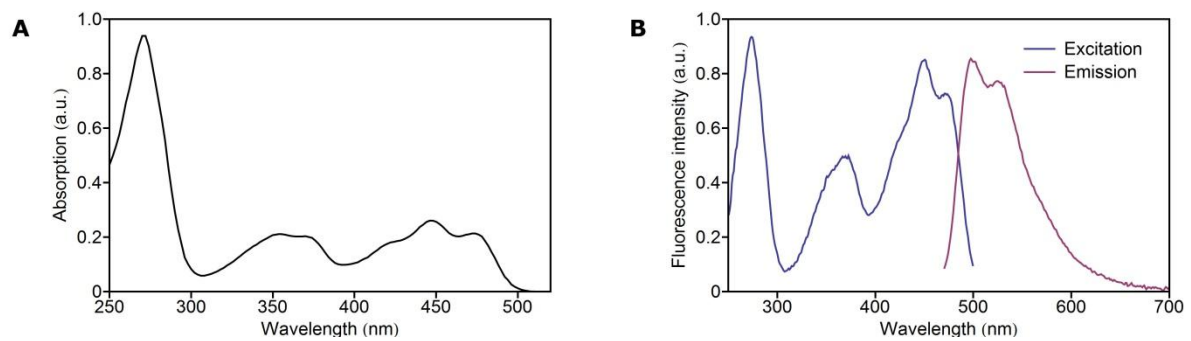 A
Absorption (a.u.)
1.0
0.8
0.6
0.4
0.2
0
250 300 350 400 450 500
Wavelength (nm)
B
Fluorescence intensity (a.u.)
1.0
0.8
0.6
0.4
0.2
0
Excitation
Emission
300 400 500 600 700
Wavelength (nm)